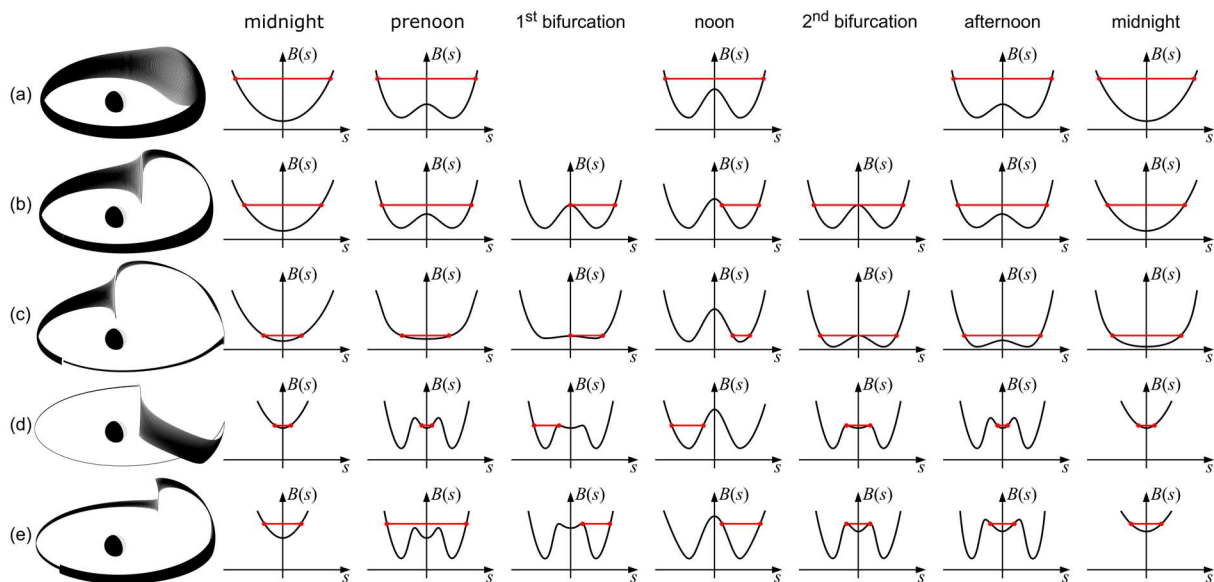 midnight prenoon 1st bifurcation noon 2nd bifurcation afternoon midnight
(a) B(s) s B(s) s B(s) s B(s) s B(s) s
(b) B(s) s B(s) s B(s) s B(s) s B(s) s B(s) s B(s) s
(c) B(s) s B(s) s B(s) s B(s) s B(s) s B(s) s B(s) s
(d) B(s) s B(s) s B(s) s B(s) s B(s) s B(s) s B(s) s
(e) B(s) s B(s) s B(s) s B(s) s B(s) s B(s) s B(s) s